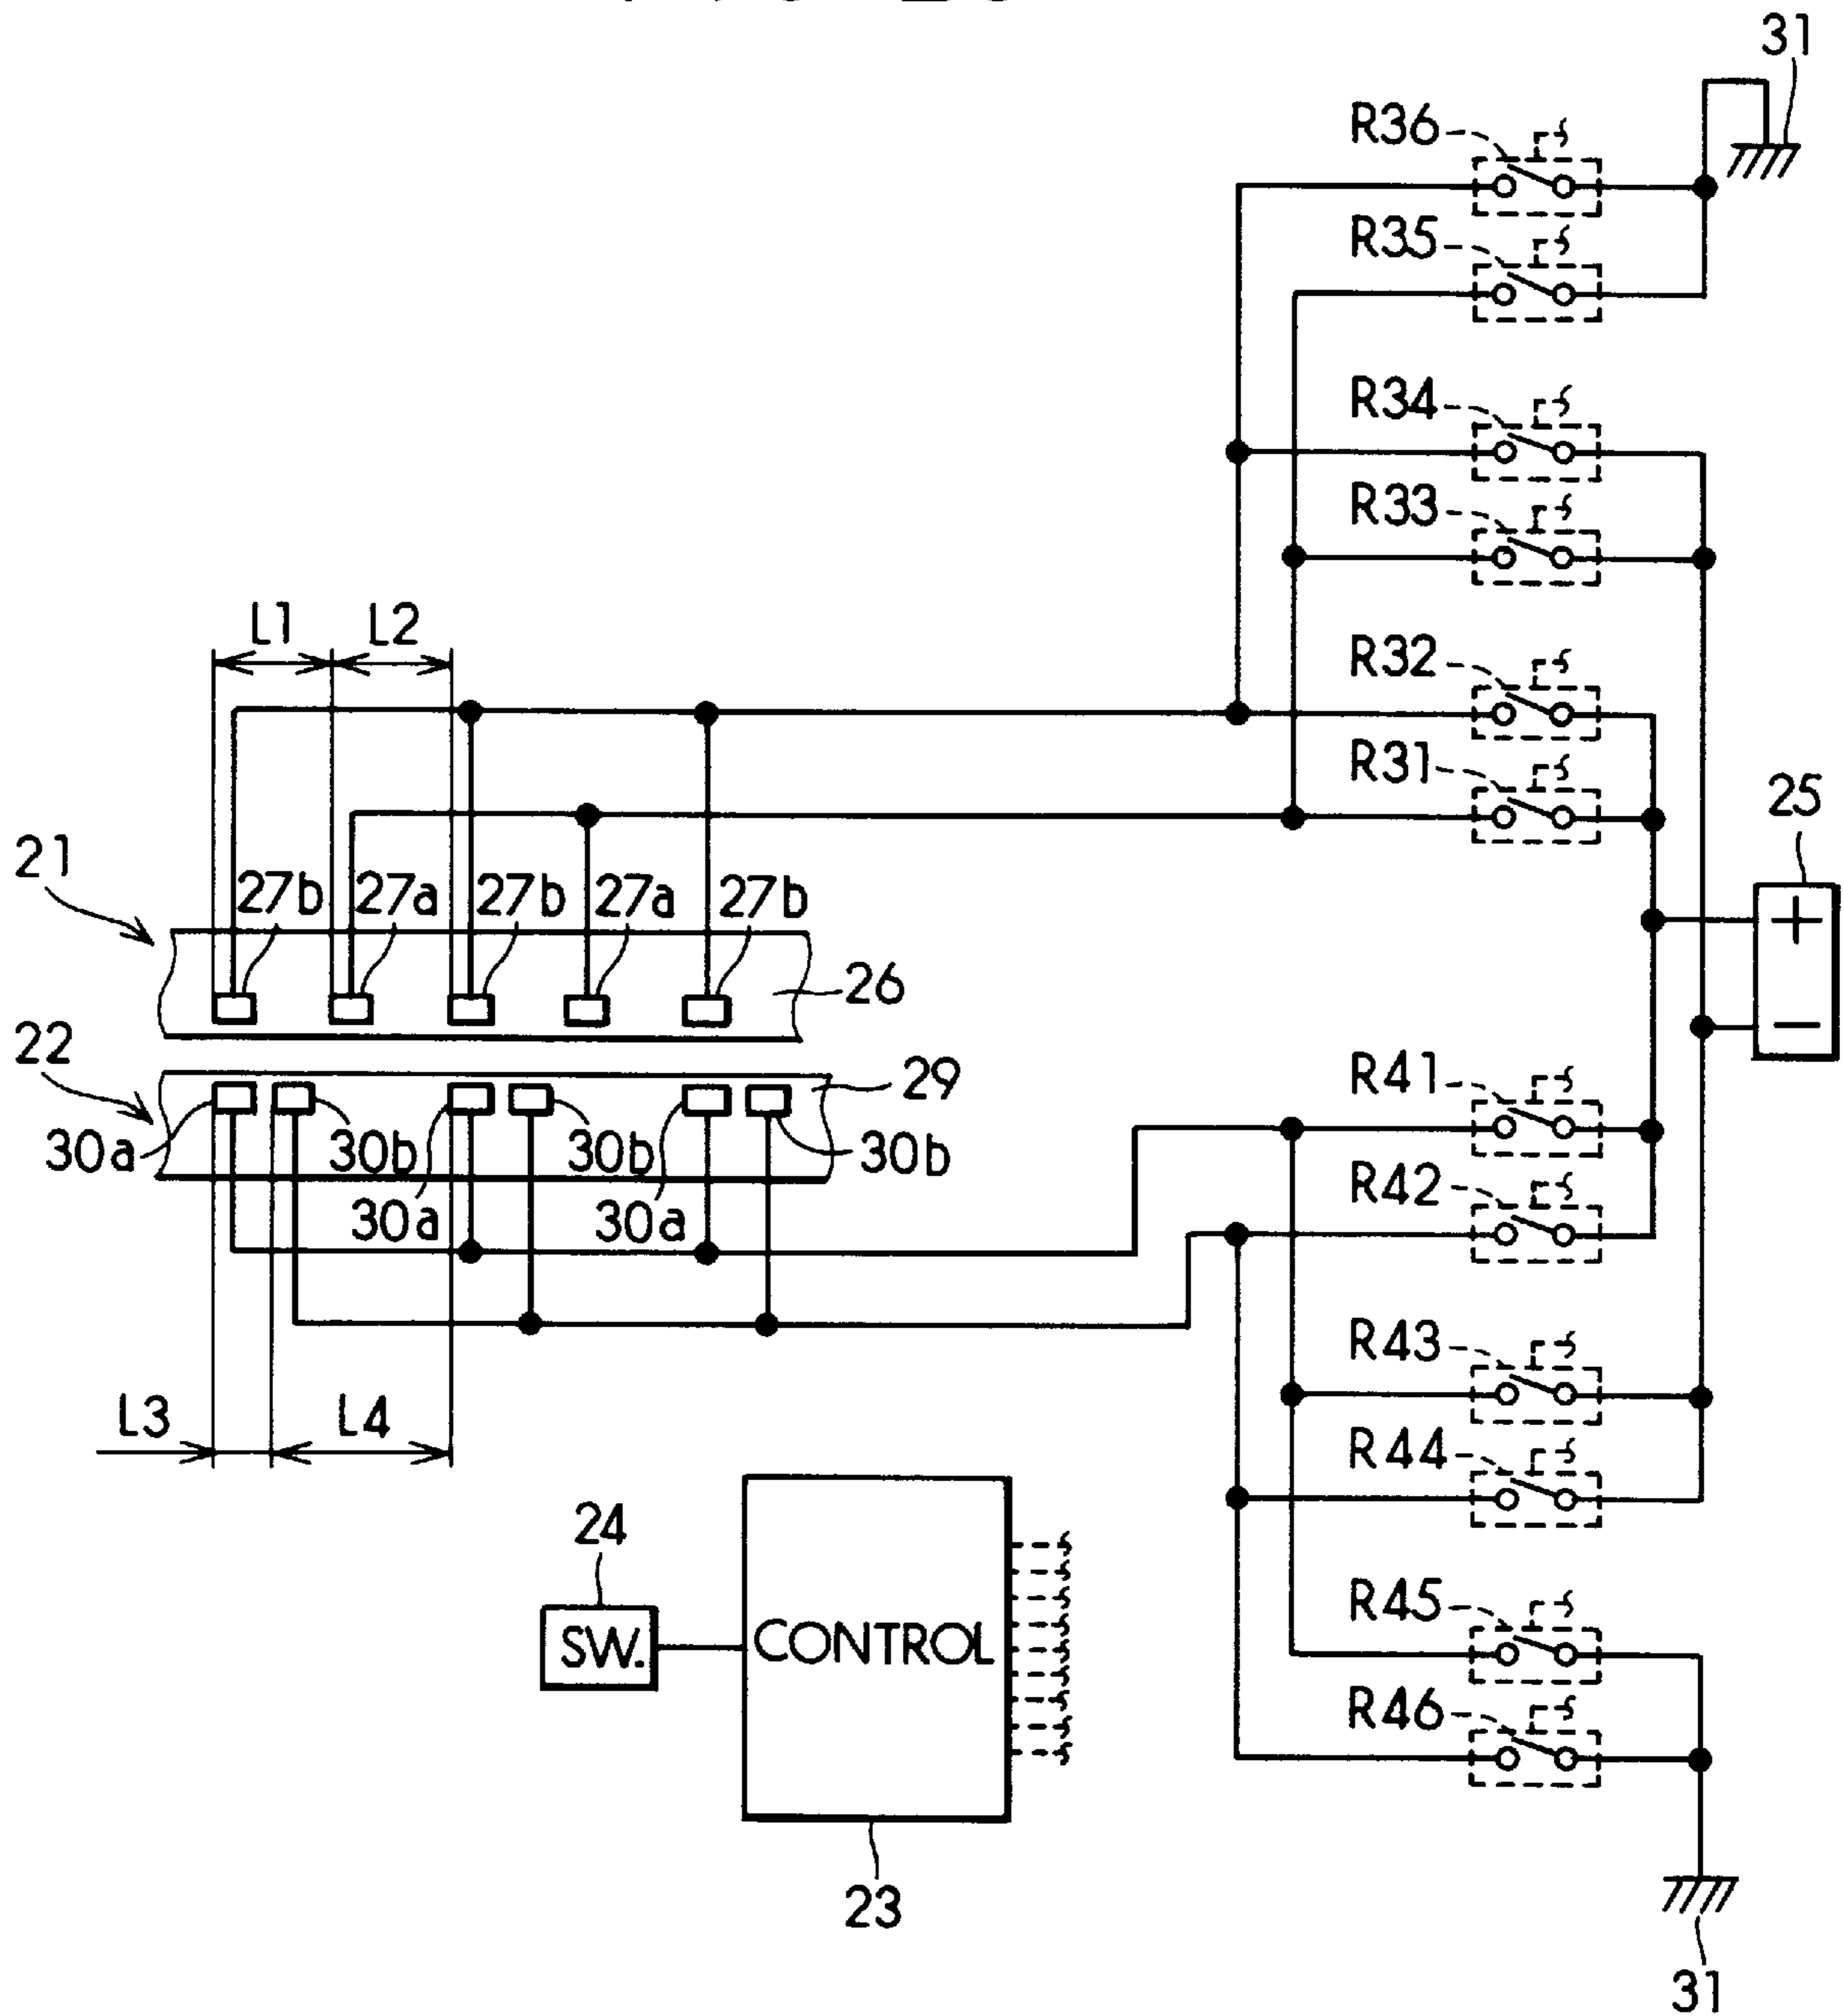 31
R36
R35
R34
R33
L1 L2
R32
R31
25
21
27b 27a 27b 27a 27b
+
26
−
22
29
R41
30a 30b 30b 30b
R42
30a 30a
R43
L3 L4
R44
24
R45
SW. CONTROL
R46
23
31